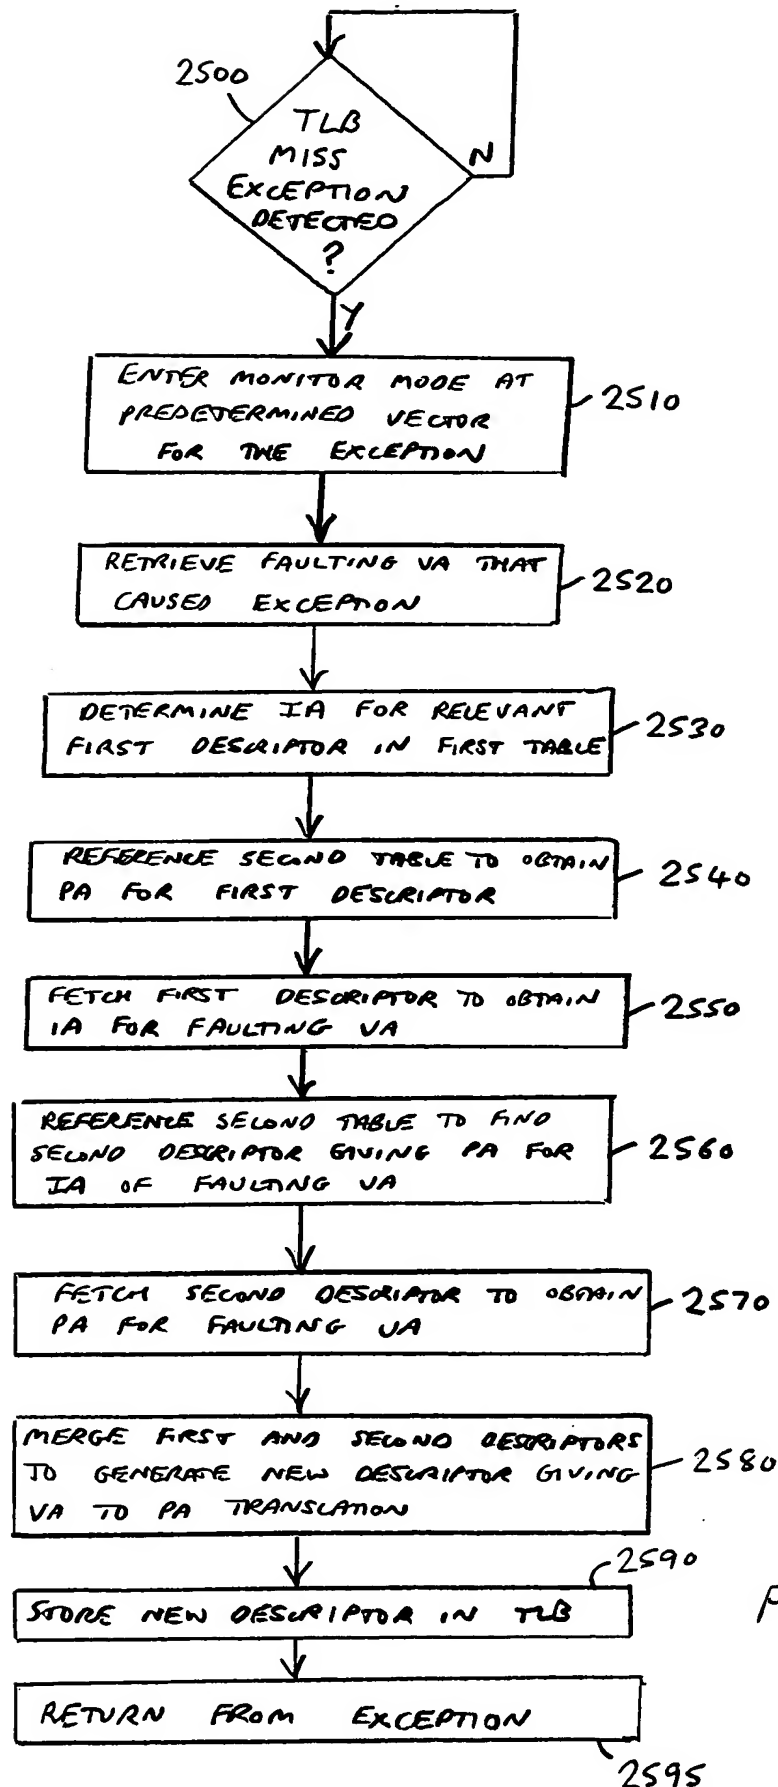 2500
TLB
MISS
EXCEPTION
DETECTED
?
N
Y
ENTER MONITOR MODE AT
PREDETERMINED VECTOR
FOR THE EXCEPTION
2510
RETRIEVE FAULTING VA THAT
CAUSED EXCEPTION
2520
DETERMINE IA FOR RELEVANT
FIRST DESCRIPTOR IN FIRST TABLE
2530
REFERENCE SECOND TABLE TO OBTAIN
PA FOR FIRST DESCRIPTOR
2540
FETCH FIRST DESCRIPTOR TO OBTAIN
IA FOR FAULTING VA
2550
REFERENCE SECOND TABLE TO FIND
SECOND DESCRIPTOR GIVING PA FOR
IA OF FAULTING VA
2560
FETCH SECOND DESCRIPTOR TO OBTAIN
PA FOR FAULTING VA
2570
MERGE FIRST AND SECOND DESCRIPTORS
TO GENERATE NEW DESCRIPTOR GIVING
VA TO PA TRANSLATION
2580
2590
STORE NEW DESCRIPTOR IN TLB
RETURN FROM EXCEPTION
2595